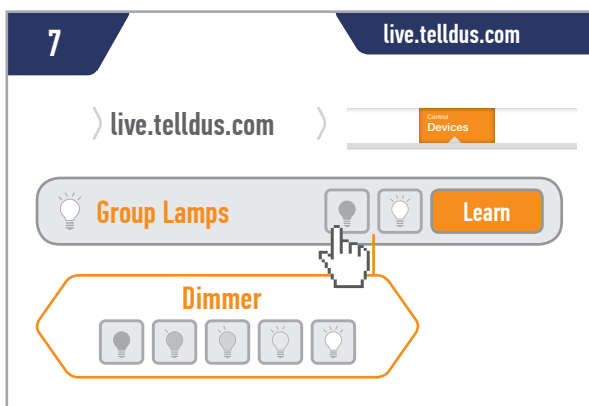 7
live.telldus.com
live.telldus.com
Control
Devices
Group Lamps
Learn
Dimmer